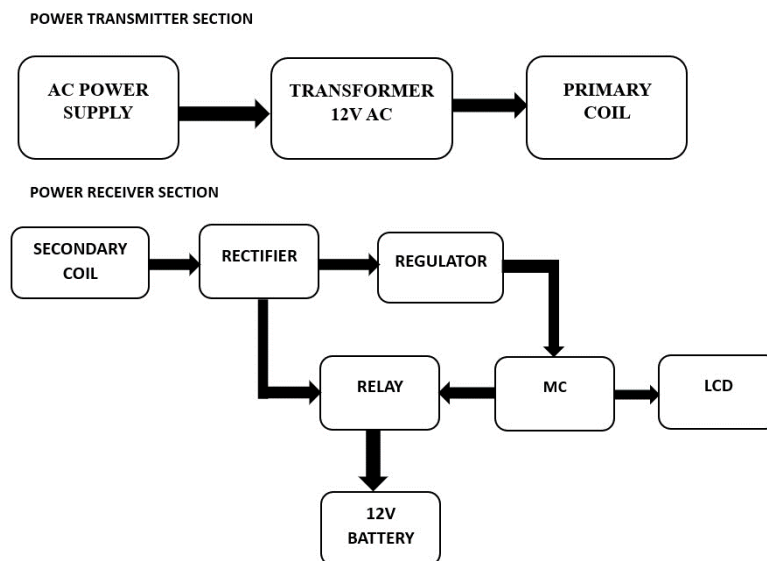 POWER TRANSMITTER SECTION
AC POWER
SUPPLY
TRANSFORMER
12V AC
PRIMARY
COIL
POWER RECEIVER SECTION
SECONDARY
COIL
RECTIFIER
REGULATOR
RELAY
MC
LCD
12V
BATTERY